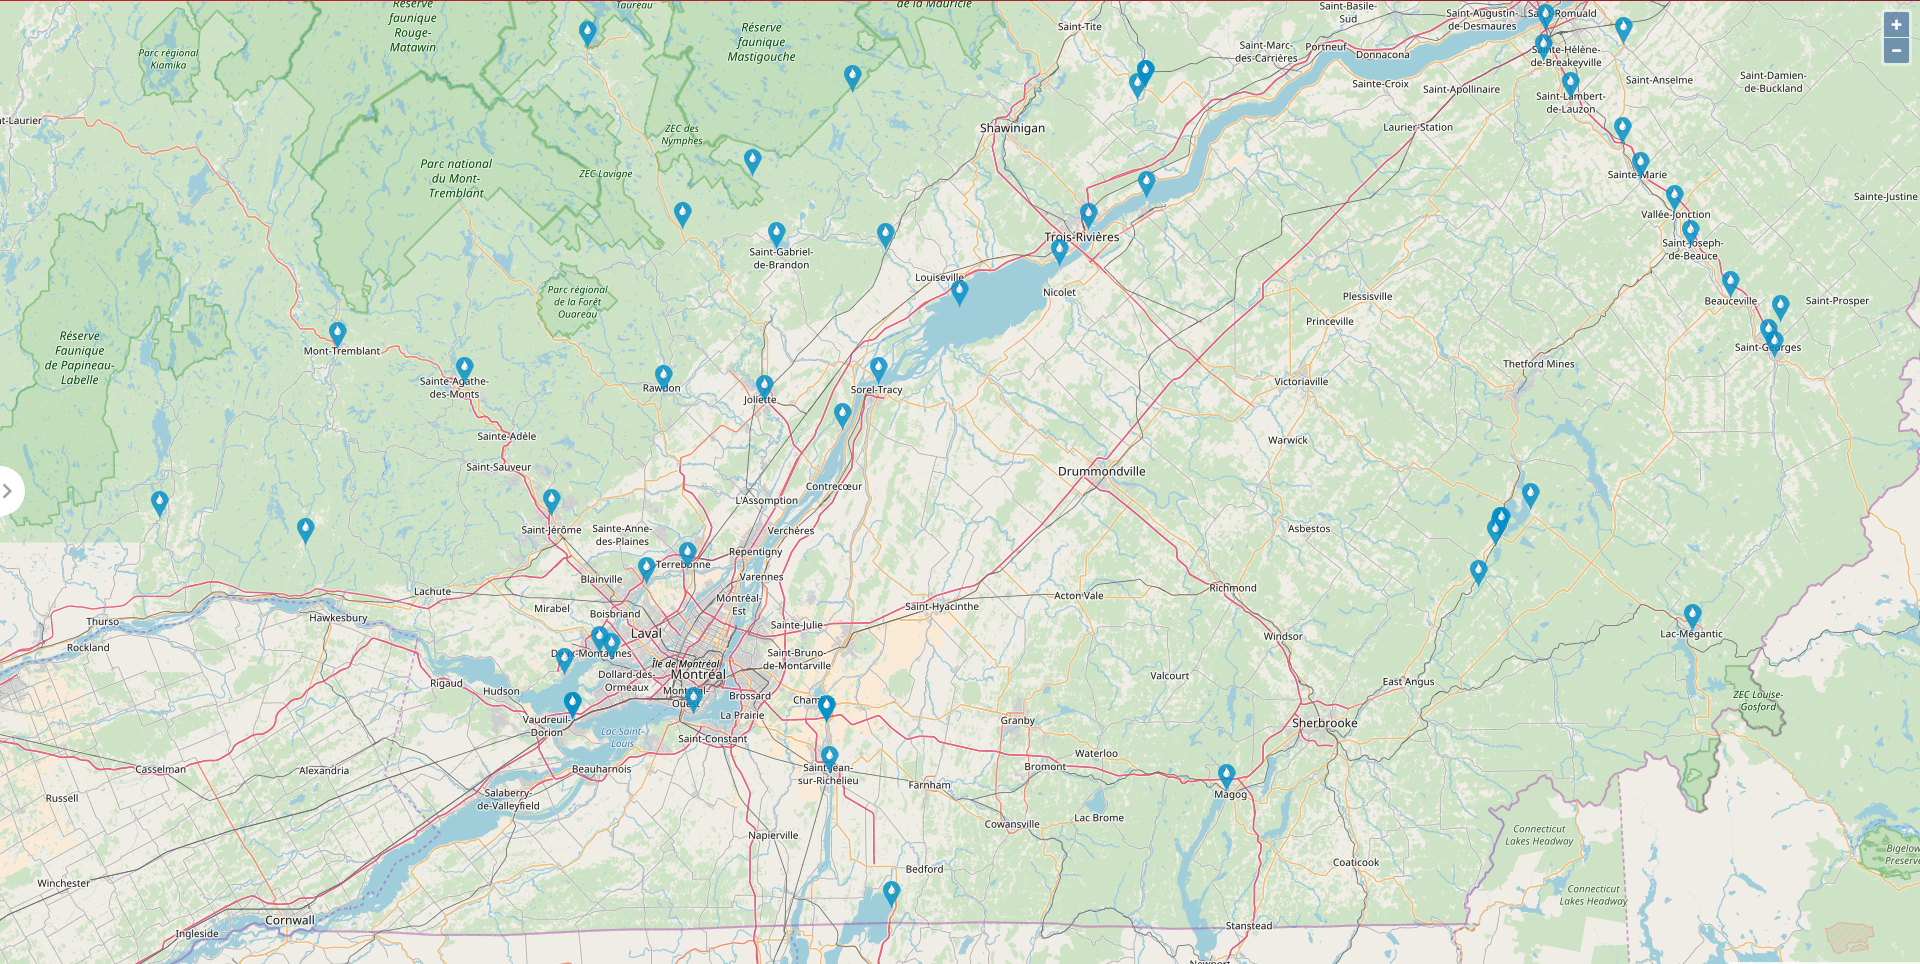 Réserve
faunique
Rouge-
Matawin
Taureau
de la Mauricie
Saint-Tite
Saint-Basile-
Sud
Saint-Augustin-
de-Desmaures
Parc régional
Kiamika
Réserve
faunique
Mastigouche
Saint-Marc-
des-Carrières
Portneuf
Donnacona
Sainte-Hélène-
de-Breakeyville
+
−
Sainte-Croix
Saint-Apollinaire
Saint-Anselme
Saint-Damien-
de-Buckland
Saint-Lambert-
de-Lauzon
nt-Laurier
ZEC des
Nymphes
Shawinigan
Laurier-Station
Parc national
du Mont-
Tremblant
ZEC Lavigne
Sainte-Marie
Saint-Justine
Vallée-Jonction
Trois-Rivières
Saint-Gabriel-
de-Brandon
Saint-Joseph-
de-Beauce
Louiseville
Nicolet
Plessisville
Beauceville
Saint-Prosper
Parc régional
de la Forêt
Ouareau
Princeville
Réserve
Faunique
de Papineau-
Labelle
Mont-Tremblant
Saint-Georges
Thetford Mines
Sainte-Agathe-
des-Monts
Rawdon
Joliette
Sorel-Tracy
Victoriaville
Sainte-Adèle
Warwick
Saint-Sauveur
Drummondville
Contrecœur
L'Assomption
Saint-Jérôme
Sainte-Anne-
des-Plaines
Verchères
Asbestos
Repentigny
Terrebonne
Blainville
Varennes
Lachute
Richmond
Acton Vale
Mirabel
Boisbriand
Montréal-
Est
Saint-Hyacinthe
Thurso
Hawkesbury
Saint-Julie
Laval
Windsor
Lac-Mégantic
Rockland
Saint-Bruno-
de-Montarville
Île de Montréal
Montréal
Dollard-des-
Ormeaux
Valcourt
East Angus
Rigaud
Hudson
Brossard
ZEC Louise-
Gosford
La Prairie
Vaudreuil-
Dorion
Granby
Sherbrooke
Lac Saint-
Louis
Saint-Constant
Waterloo
Casselman
Alexandria
Beauharnois
Saint-Jean-
sur-Richelieu
Bromont
Farnham
Magog
Russell
Salaberry-
de-Valleyfield
Lac Brome
Cowansville
Napierville
Connecticut
Lakes Headway
Bigelow
Preserve
Coaticook
Bedford
Winchester
Connecticut
Lakes Headway
Cornwall
Stanstead
Ingleside
Newport